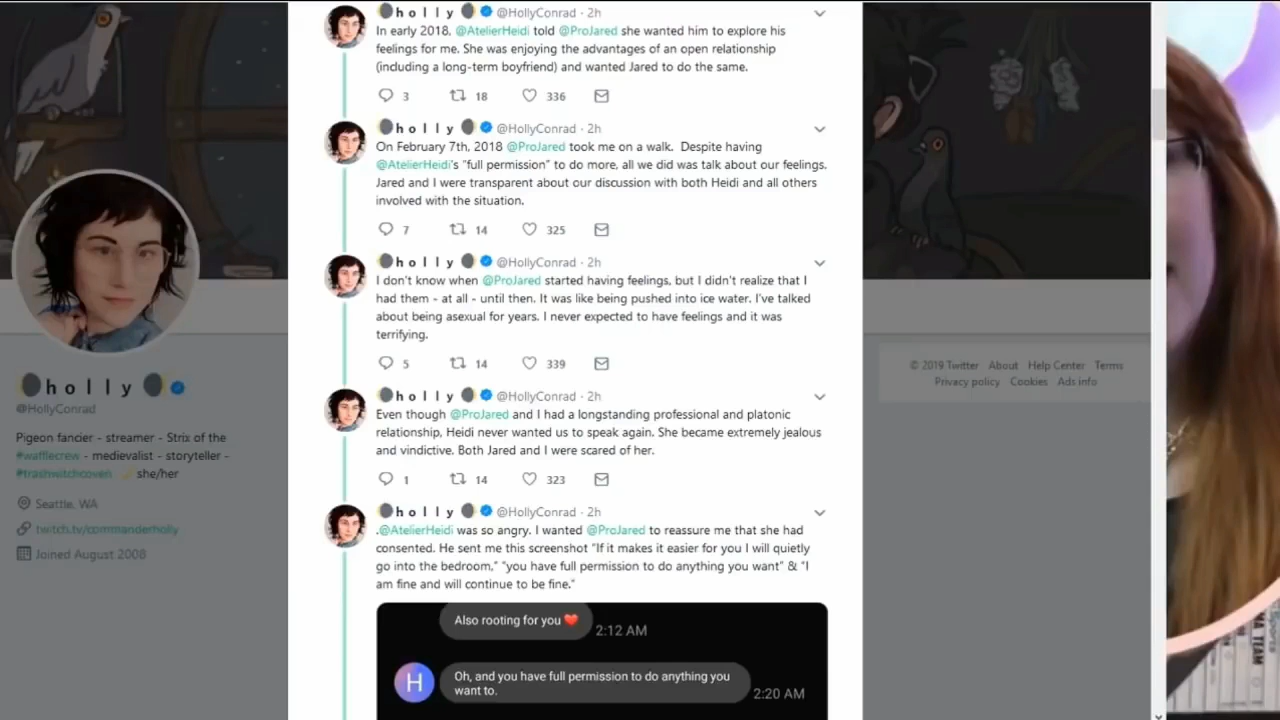 holly @HollyConrad · 2h
In early 2018, @AtelierHeidi told @ProJared she wanted him to explore his
feelings for me. She was enjoying the advantages of an open relationship
(including a long-term boyfriend) and wanted Jared to do the same.
3 18 336
holly @HollyConrad · 2h
On February 7th, 2018 @ProJared took me on a walk. Despite having
@AtelierHeidi's "full permission" to do more, all we did was talk about our feelings.
Jared and I were transparent about our discussion with both Heidi and all others
involved with the situation.
7 14 325
holly @HollyConrad · 2h
I don't know when @ProJared started having feelings, but I didn't realize that I
had them - at all - until then. It was like being pushed into ice water. I've talked
about being asexual for years. I never expected to have feelings and it was
terrifying.
5 14 339
holly @HollyConrad · 2h
Even though @ProJared and I had a longstanding professional and platonic
relationship, Heidi never wanted us to speak again. She became extremely jealous
and vindictive. Both Jared and I were scared of her.
1 14 323
holly @HollyConrad · 2h
.@AtelierHeidi was so angry. I wanted @ProJared to reassure me that she had
consented. He sent me this screenshot "If it makes it easier for you I will quietly
go into the bedroom," "you have full permission to do anything you want" & "I
am fine and will continue to be fine."
Also rooting for you ❤️
2:12 AM
H
Oh, and you have full permission to do anything you
want to.
2:20 AM
holly
@HollyConrad
Pigeon fancier - streamer - Strix of the
#wafflecrew - medievalist - storyteller -
#trashwitchcoven she/her
Seattle, WA
twitch.tv/commanderholly
Joined August 2008
© 2019 Twitter About Help Center Terms
Privacy policy Cookies Ads info